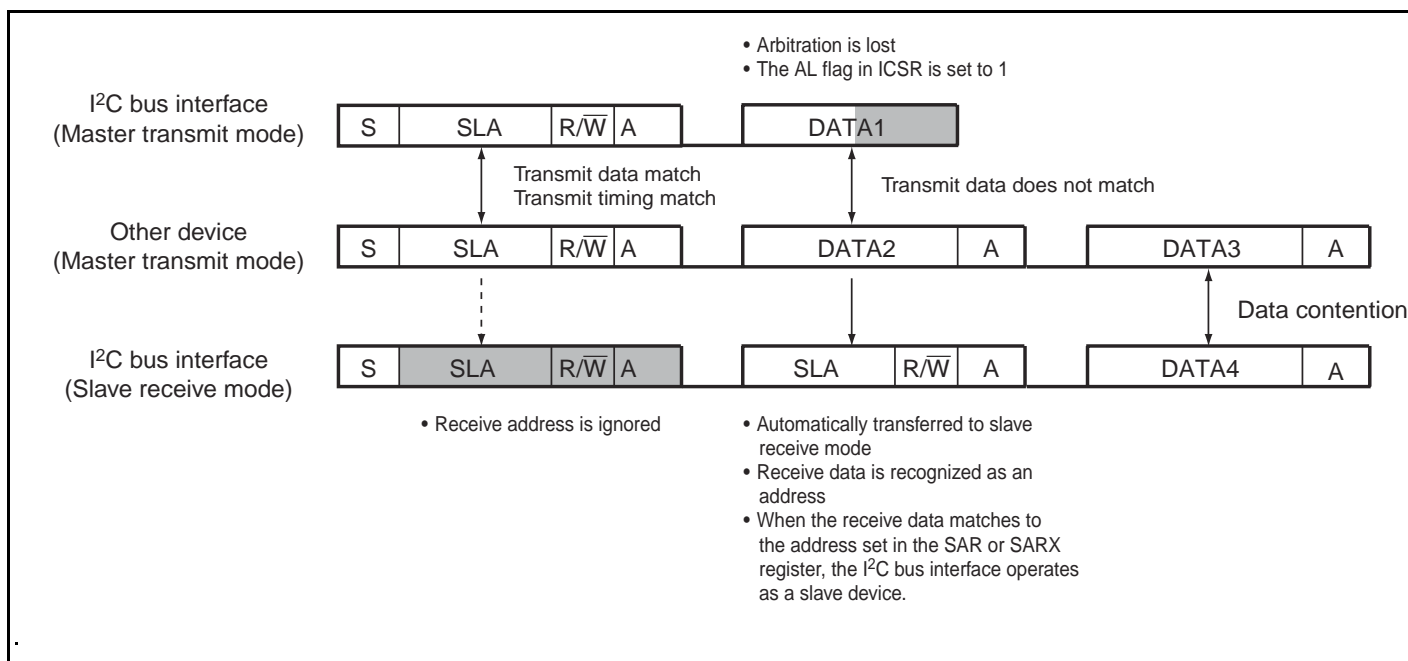 • Arbitration is lost
• The AL flag in ICSR is set to 1
I²C bus interface
(Master transmit mode)
S SLA R/W̅ A DATA1
Transmit data match
Transmit timing match
Transmit data does not match
Other device
(Master transmit mode)
S SLA R/W̅ A DATA2 A DATA3 A
Data contention
I²C bus interface
(Slave receive mode)
S SLA R/W̅ A SLA R/W̅ A DATA4 A
• Receive address is ignored
• Automatically transferred to slave
receive mode
• Receive data is recognized as an
address
• When the receive data matches to
the address set in the SAR or SARX
register, the I²C bus interface operates
as a slave device.